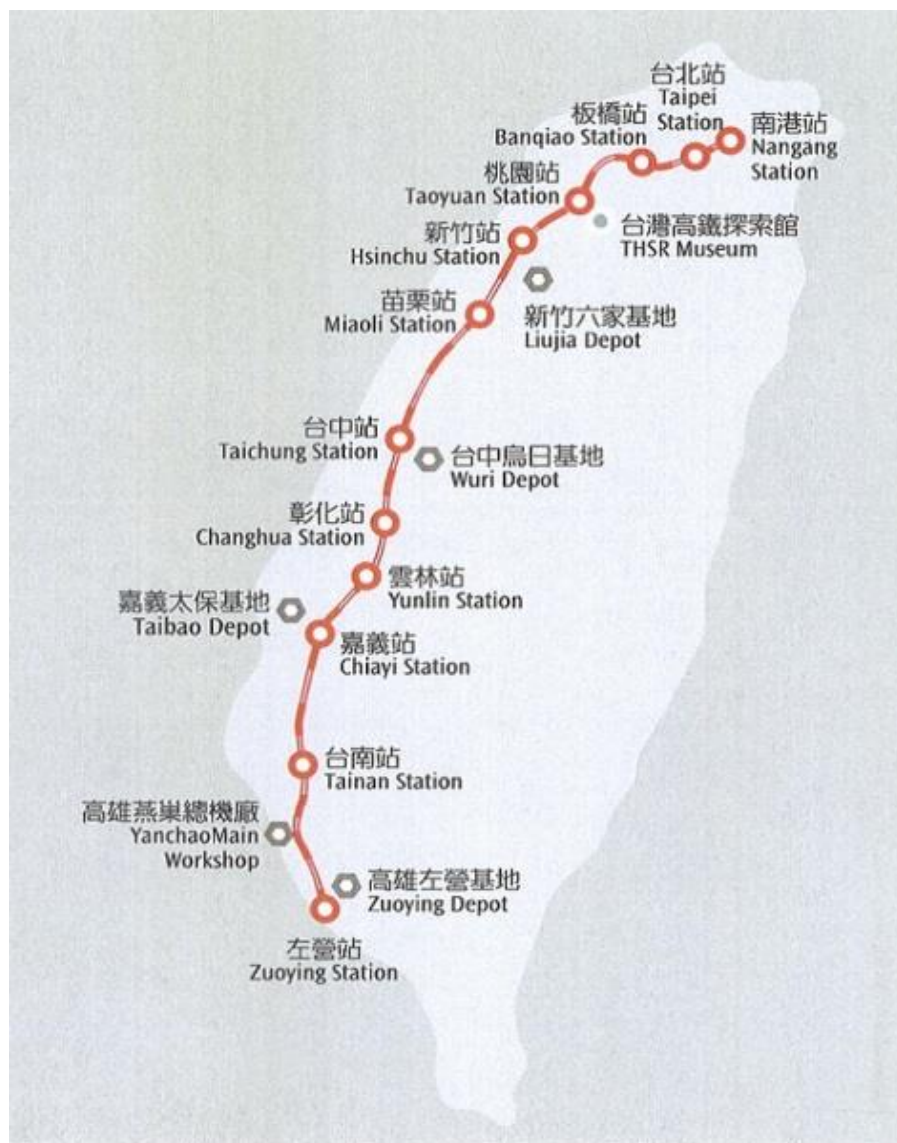 台北站
Taipei
Station
板橋站
Banqiao Station
南港站
Nangang
Station
桃園站
Taoyuan Station
台灣高鐵探索館
THSR Museum
新竹站
Hsinchu Station
苗栗站
Miaoli Station
新竹六家基地
Liujia Depot
台中站
Taichung Station
台中烏日基地
Wuri Depot
彰化站
Changhua Station
雲林站
Yunlin Station
嘉義太保基地
Taibao Depot
嘉義站
Chiayi Station
台南站
Tainan Station
高雄燕巢總機廠
YanchaoMain
Workshop
高雄左營基地
Zuoying Depot
左營站
Zuoying Station